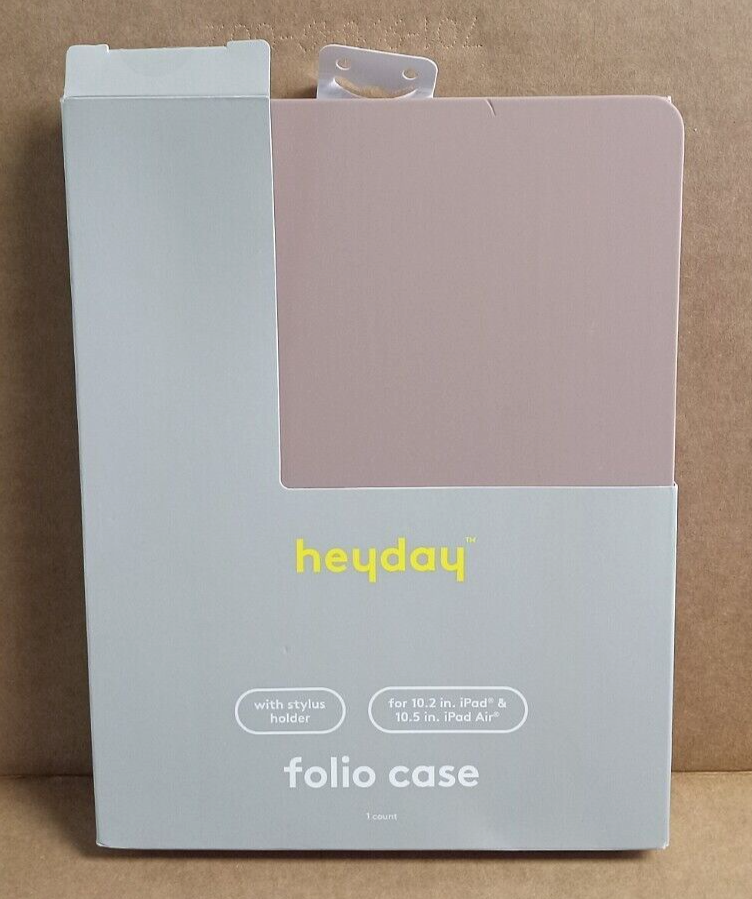 heyday™
with stylus
holder
for 10.2 in. iPad® &
10.5 in. iPad Air®
folio case
1 count